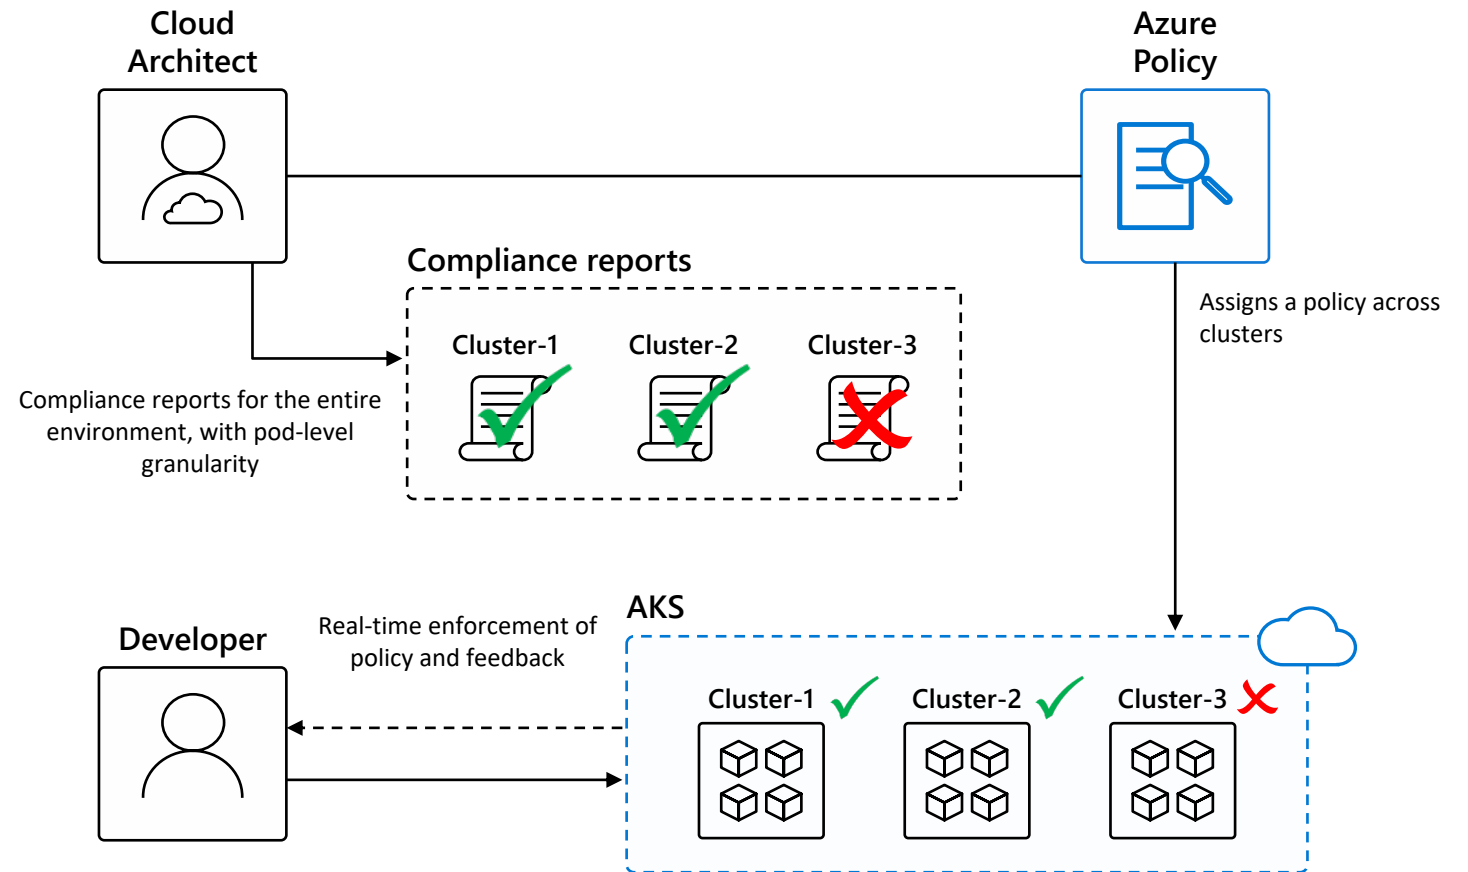 Cloud
Architect
Azure
Policy
Compliance reports
Assigns a policy across
clusters
Cluster-1
Cluster-2
Cluster-3
Compliance reports for the entire
environment, with pod-level
granularity
AKS
Developer
Real-time enforcement of
policy and feedback
Cluster-1
Cluster-2
Cluster-3